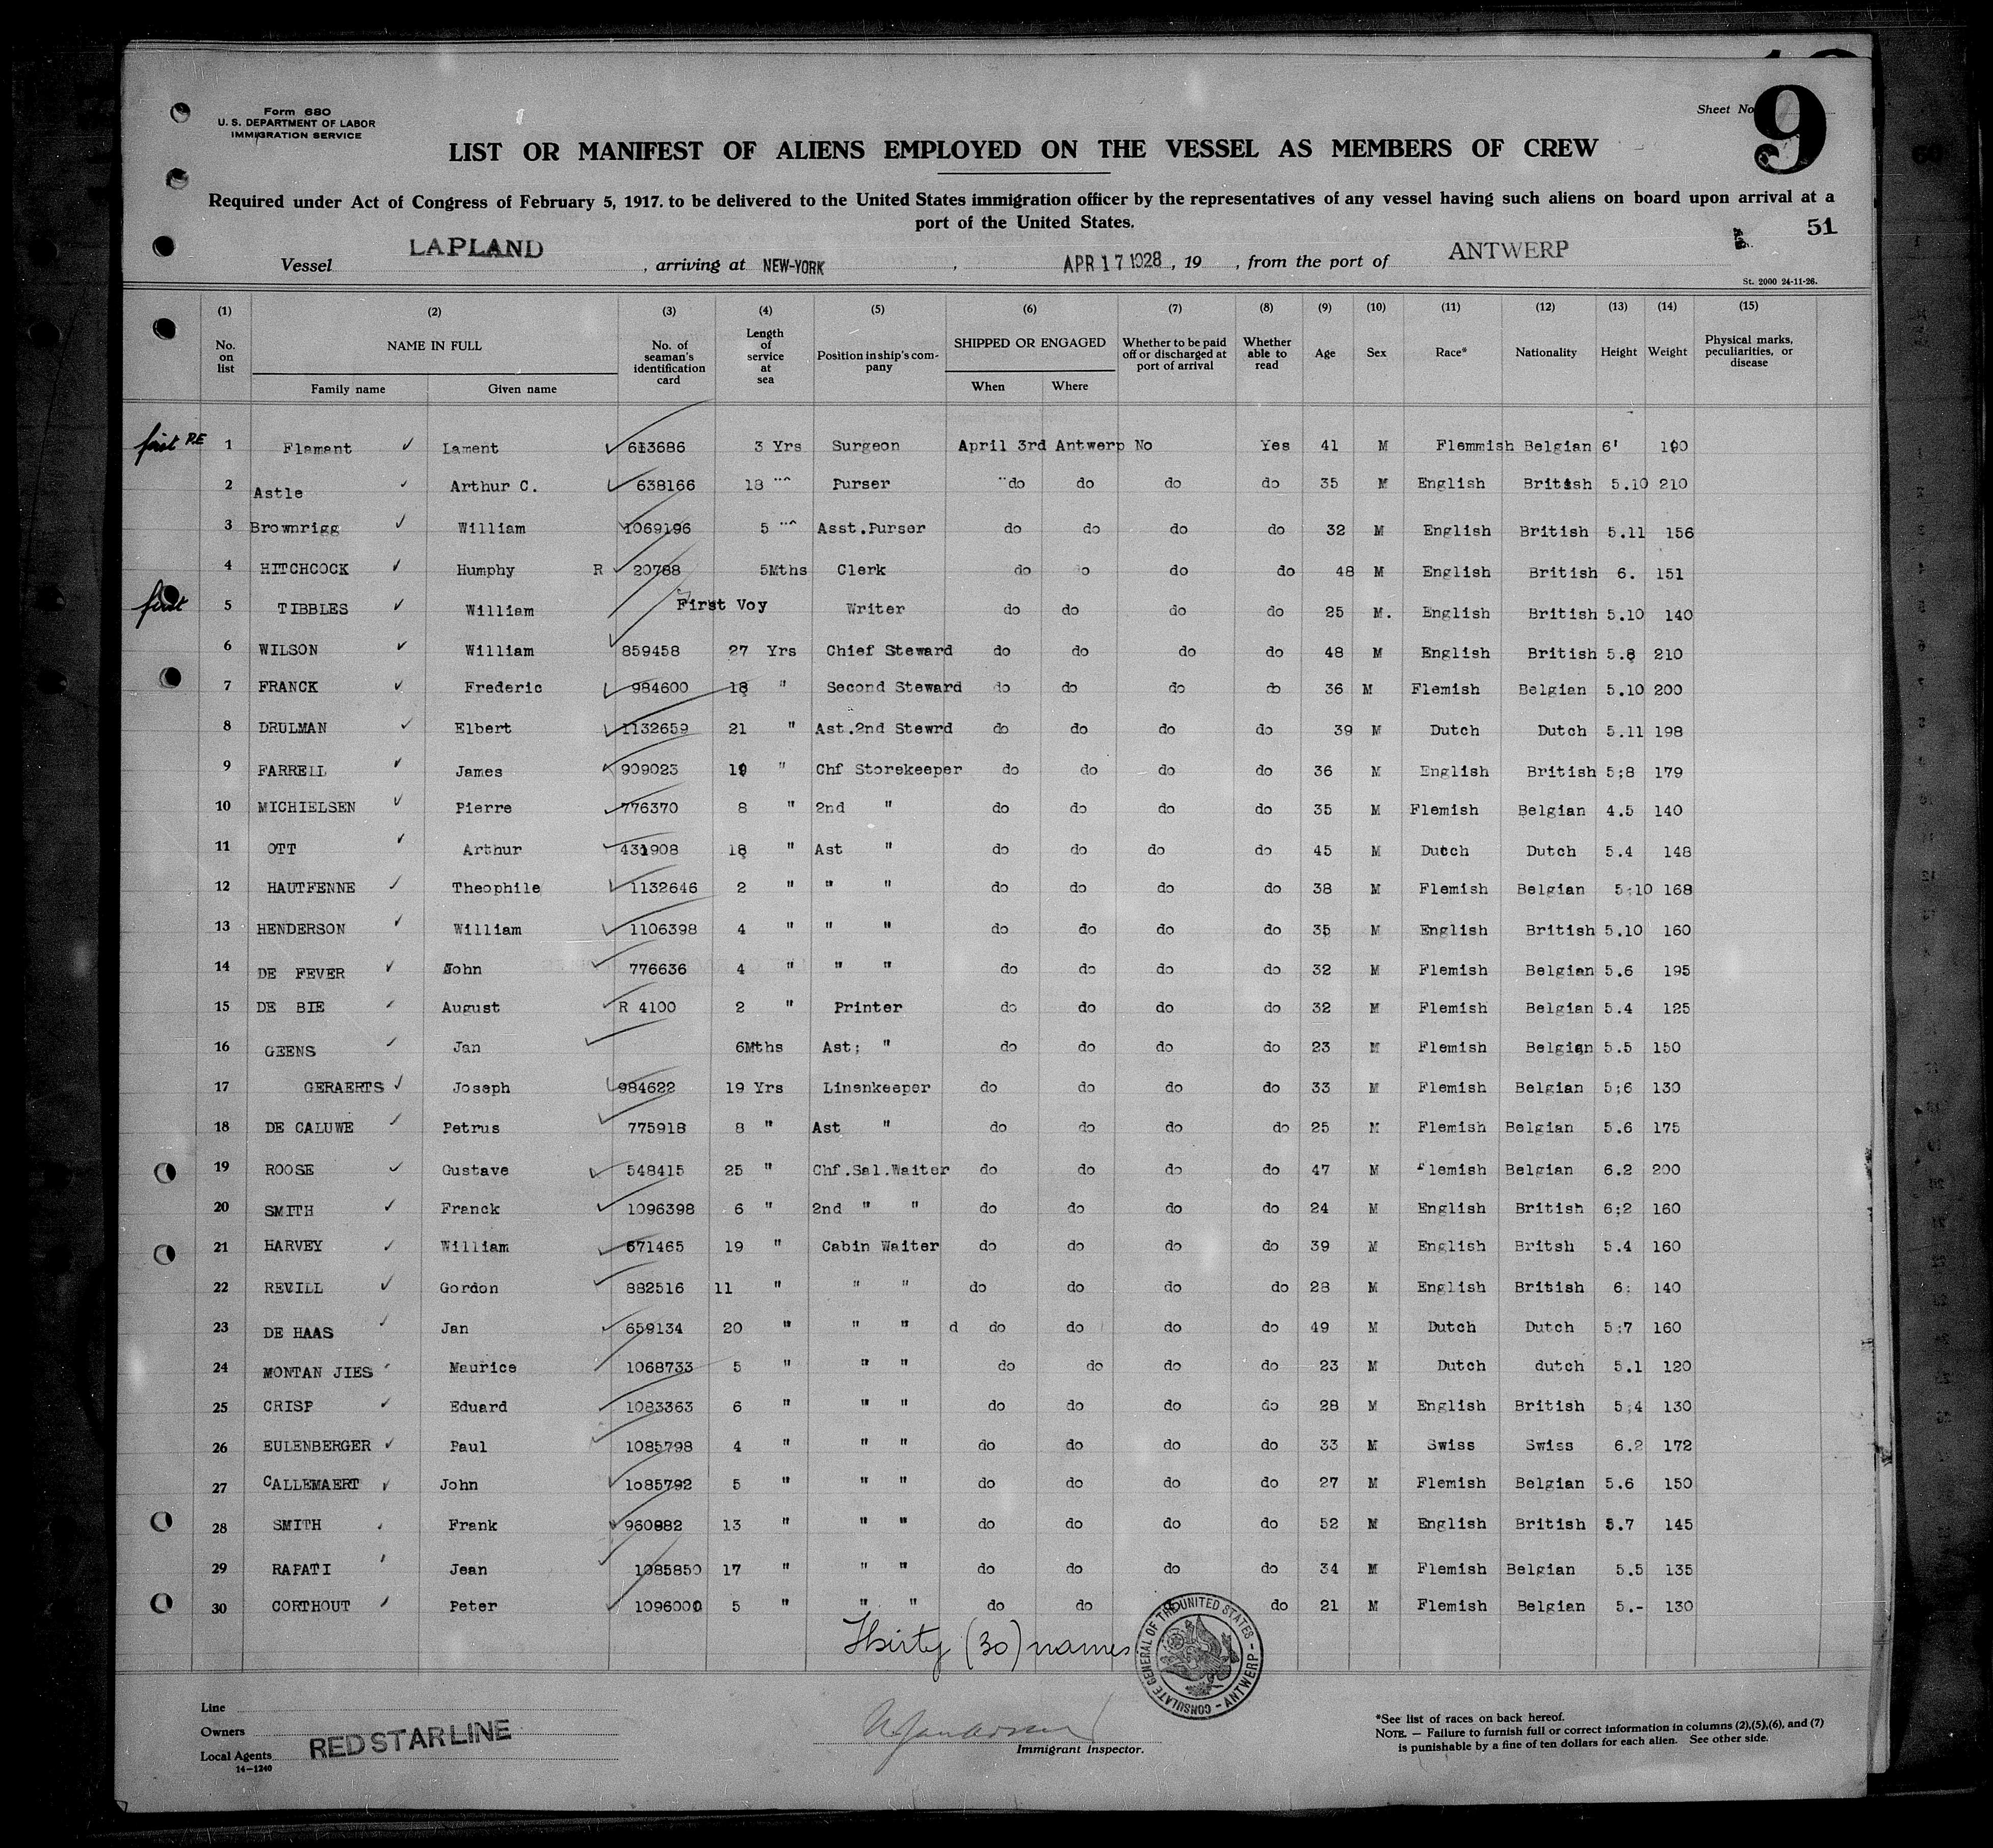 Form 680
U. S. DEPARTMENT OF LABOR
IMMIGRATION SERVICE
Sheet No 9
LIST OR MANIFEST OF ALIENS EMPLOYED ON THE VESSEL AS MEMBERS OF CREW
Required under Act of Congress of February 5, 1917. to be delivered to the United States immigration officer by the representatives of any vessel having such aliens on board upon arrival at a
port of the United States.
51
Vessel LAPLAND , arriving at NEW-YORK , APR 17 1928 , 19 , from the port of ANTWERP
St. 2000 24-11-26.
(1) (2) (3) (4) (5) (6) (7) (8) (9) (10) (11) (12) (13) (14) (15)
No. on list NAME IN FULL Family name Given name No. of seaman's identification card Length of service at sea Position in ship's company SHIPPED OR ENGAGED When Where Whether to be paid off or discharged at port of arrival Whether able to read Age Sex Race* Nationality Height Weight Physical marks, peculiarities, or disease
first P.E 1 Flament Lament 613686 3 Yrs Surgeon April 3rd Antwerp No Yes 41 M Flemmish Belgian 6' 190
2 Astle Arthur C. 638166 18 " Purser do do do do 35 M English British 5.10 210
3 Brownrigg William 1069196 5 " Asst.Purser do do do do 32 M English British 5.11 156
4 HITCHCOCK Humphy R 20788 5Mths Clerk do do do do 48 M English British 6. 151
first 5 TIBBLES William First Voy Writer do do do do 25 M. English British 5.10 140
6 WILSON William 859458 27 Yrs Chief Steward do do do do 48 M English British 5.8 210
7 FRANCK Frederic 984600 18 " Second Steward do do do do 36 M Flemish Belgian 5.10 200
8 DRULMAN Elbert 1132659 21 " Ast.2nd Stewrd do do do do 39 M Dutch Dutch 5.11 198
9 FARRELL James 909023 19 " Chf Storekeeper do do do do 36 M English British 5;8 179
10 MICHIELSEN Pierre 776370 8 " 2nd " do do do do 35 M Flemish Belgian 4.5 140
11 OTT Arthur 431908 18 " Ast " do do do do 45 M Dutch Dutch 5.4 148
12 HAUTFENNE Theophile 1132646 2 " " " do do do do 38 M Flemish Belgian 5:10 168
13 HENDERSON William 1106398 4 " " " do do do do 35 M English British 5.10 160
14 DE FEVER John 776636 4 " " " do do do do 32 M Flemish Belgian 5.6 195
15 DE BIE August R 4100 2 " Printer do do do do 32 M Flemish Belgian 5.4 125
16 GEENS Jan 6Mths Ast; " do do do do 23 M Flemish Belgian 5.5 150
17 GERAERTS Joseph 984622 19 Yrs Linenkeeper do do do do 33 M Flemish Belgian 5;6 130
18 DE CALUWE Petrus 775918 8 " Ast " do do do do 25 M Flemish Belgian 5.6 175
19 ROOSE Gustave 548415 25 " Chf.Sal.Waiter do do do do 47 M Flemish Belgian 6.2 200
20 SMITH Franck 1096398 6 " 2nd " " do do do do 24 M English British 6;2 160
21 HARVEY William 671465 19 " Cabin Waiter do do do do 39 M English Britsh 5.4 160
22 REVILL Gordon 882516 11 " " " do do do do 28 M English British 6: 140
23 DE HAAS Jan 659134 20 " " " d do do do do 49 M Dutch Dutch 5:7 160
24 MONTAN JIES Maurice 1068733 5 " " " do do do do 23 M Dutch dutch 5.1 120
25 CRISP Eduard 1083363 6 " " " do do do do 28 M English British 5;4 130
26 EULENBERGER Paul 1085798 4 " " " do do do do 33 M Swiss Swiss 6.2 172
27 CALLEMAERT John 1085792 5 " " " do do do do 27 M Flemish Belgian 5.6 150
28 SMITH Frank 960882 13 " " " do do do do 52 M English British 5.7 145
29 RAPATI Jean 1085850 17 " " " do do do do 34 M Flemish Belgian 5.5 135
30 CORTHOUT Peter 1096000 5 " " " do do do do 21 M Flemish Belgian 5.- 130
Thirty (30) names
CONSULATE GENERAL OF THE UNITED STATES - ANTWERP -
Line
Owners RED STAR LINE
Local Agents
14-1240
Immigrant Inspector.
*See list of races on back hereof.
NOTE. — Failure to furnish full or correct information in columns (2),(5),(6), and (7)
is punishable by a fine of ten dollars for each alien. See other side.